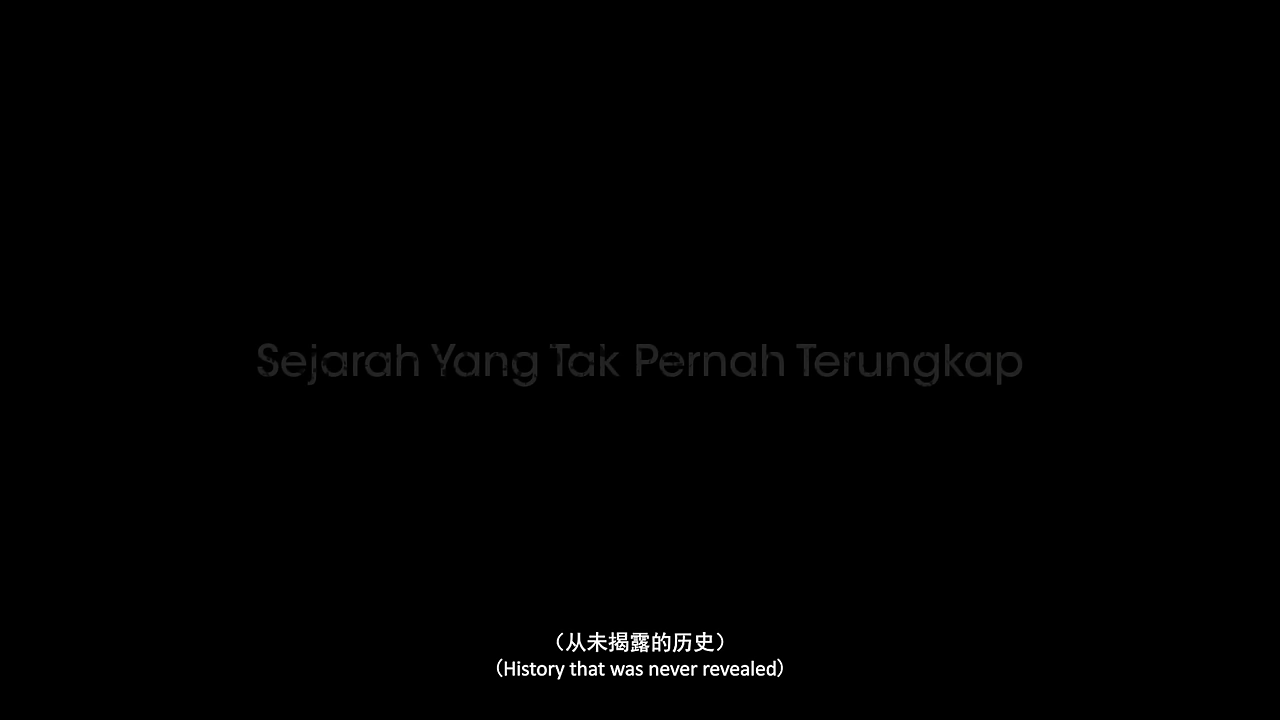 Sejarah Yang Tak Pernah Terungkap
（从未揭露的历史）
(History that was never revealed)